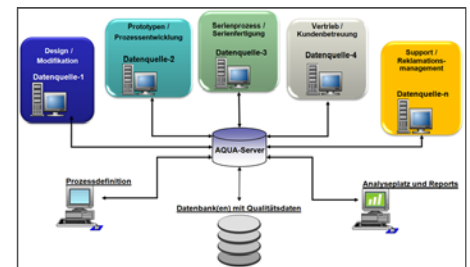 Design /
Modifikation
Datenquelle-1
Prototypen /
Prozessentwicklung
Datenquelle-2
Serienprozess /
Serienfertigung
Datenquelle-3
Vertrieb /
Kundenbetreuung
Datenquelle-4
Support /
Reklamations-
management
Datenquelle-n
AQUA-Server
Prozessdefinition
Datenbank(en) mit Qualitätsdaten
Analyseplatz und Reports